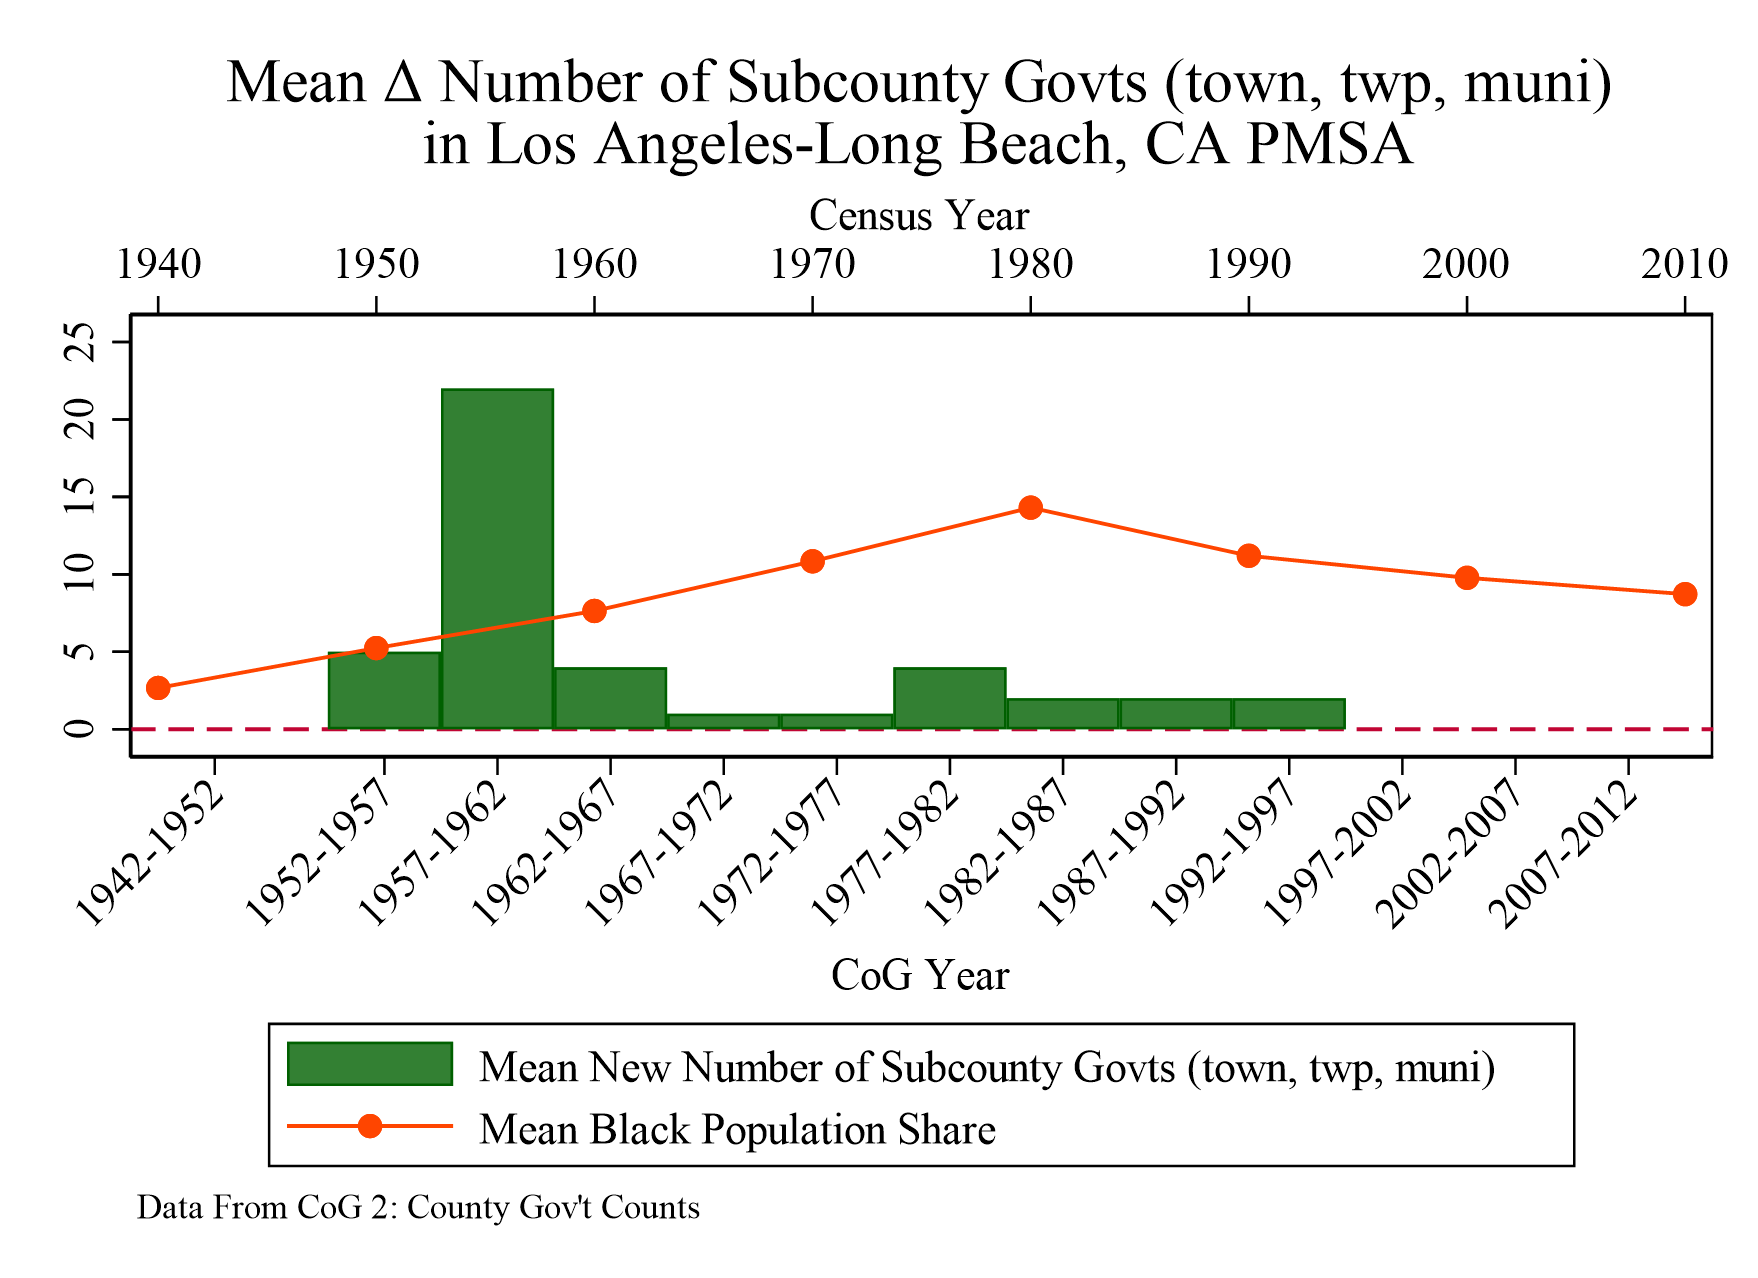 Mean Δ Number of Subcounty Govts (town, twp, muni)
in Los Angeles-Long Beach, CA PMSA
Census Year
1940 1950 1960 1970 1980 1990 2000 2010
25
20
15
10
5
0
1942-1952 1952-1957 1957-1962 1962-1967 1967-1972 1972-1977 1977-1982 1982-1987 1987-1992 1992-1997 1997-2002 2002-2007 2007-2012
CoG Year
Mean New Number of Subcounty Govts (town, twp, muni)
Mean Black Population Share
Data From CoG 2: County Gov't Counts